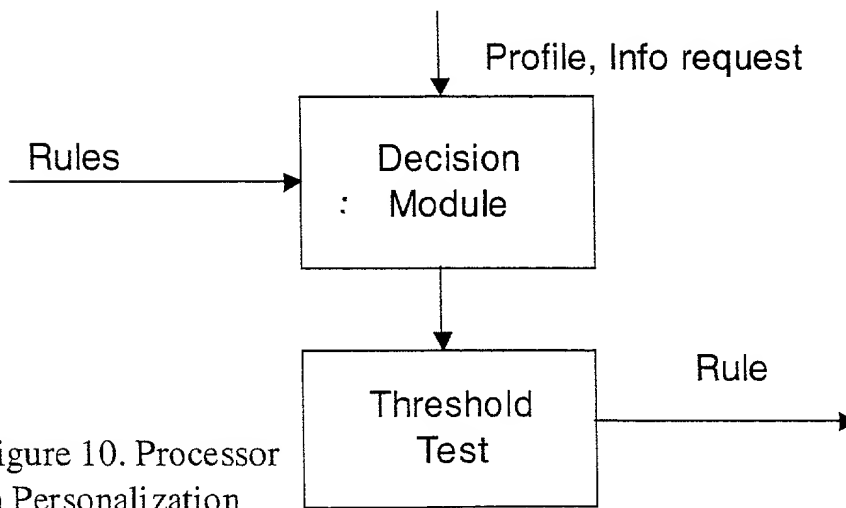 Profile, Info request
Rules
Decision
: Module
Rule
Threshold
Test
igure 10. Processor
Personalization